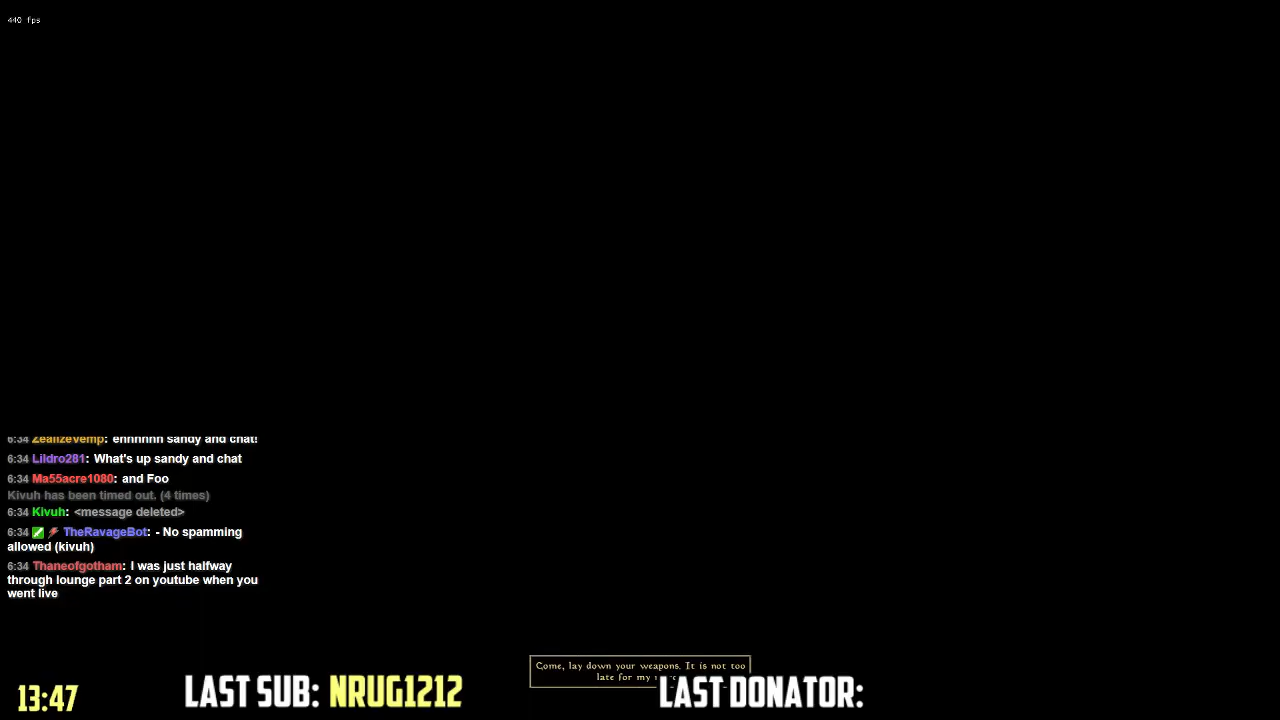 440 fps
6:34 Zealizevemp: ehhhhhh sandy and chat!
6:34 Lildro281: What's up sandy and chat
6:34 Ma55acre1080: and Foo
Kivuh has been timed out. (4 times)
6:34 Kivuh: <message deleted>
6:34 TheRavageBot: - No spamming
allowed (kivuh)
6:34 Thaneofgotham: I was just halfway
through lounge part 2 on youtube when you
went live
Come, lay down your weapons. It is not too
late for my
13:47
LAST SUB: NRUG1212
LAST DONATOR: